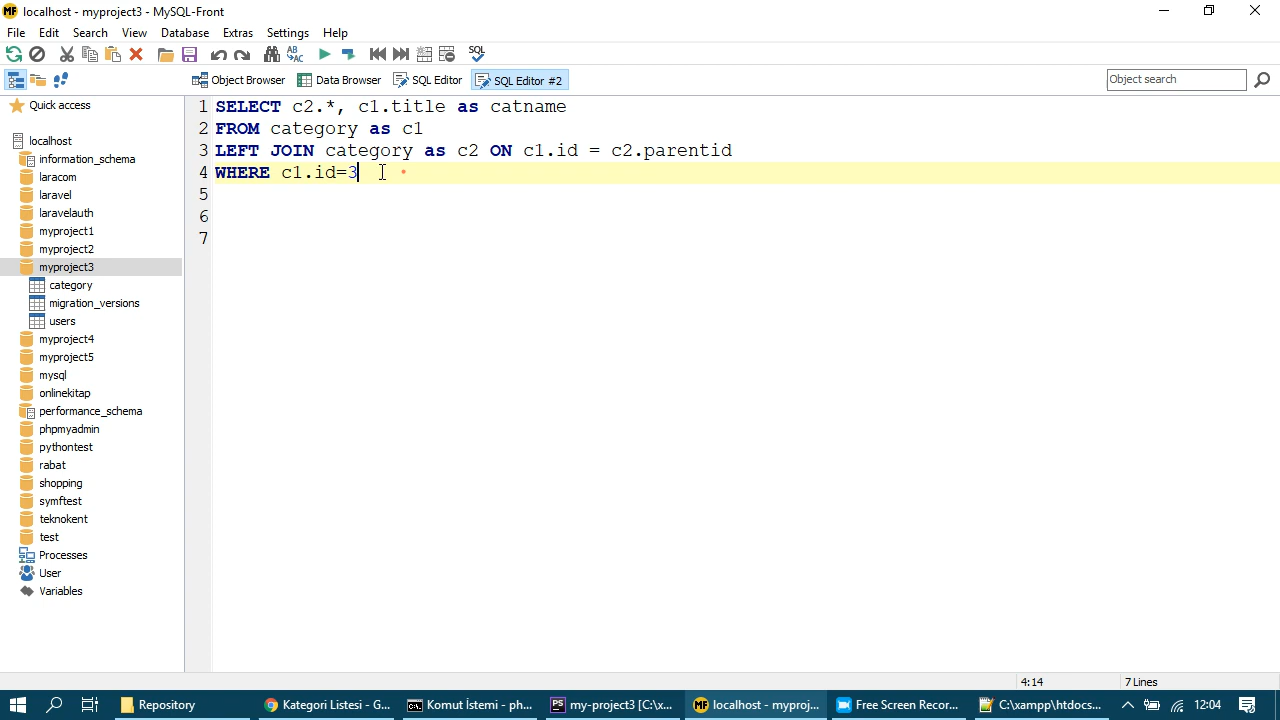 localhost - myproject3 - MySQL-Front
File Edit Search View Database Extras Settings Help
Object Browser Data Browser SQL Editor SQL Editor #2 Object search
Quick access
localhost
information_schema
laracom
laravel
laravelauth
myproject1
myproject2
myproject3
category
migration_versions
users
myproject4
myproject5
mysql
onlinekitap
performance_schema
phpmyadmin
pythontest
rabat
shopping
symftest
teknokent
test
Processes
User
Variables
1 SELECT c2.*, c1.title as catname
2 FROM category as c1
3 LEFT JOIN category as c2 ON c1.id = c2.parentid
4 WHERE c1.id=3
5
6
7
4:14 7 Lines
Repository Kategori Listesi - G... Komut İstemi - ph... my-project3 [C:\x... localhost - myproj... Free Screen Recor... C:\xampp\htdocs... 12:04